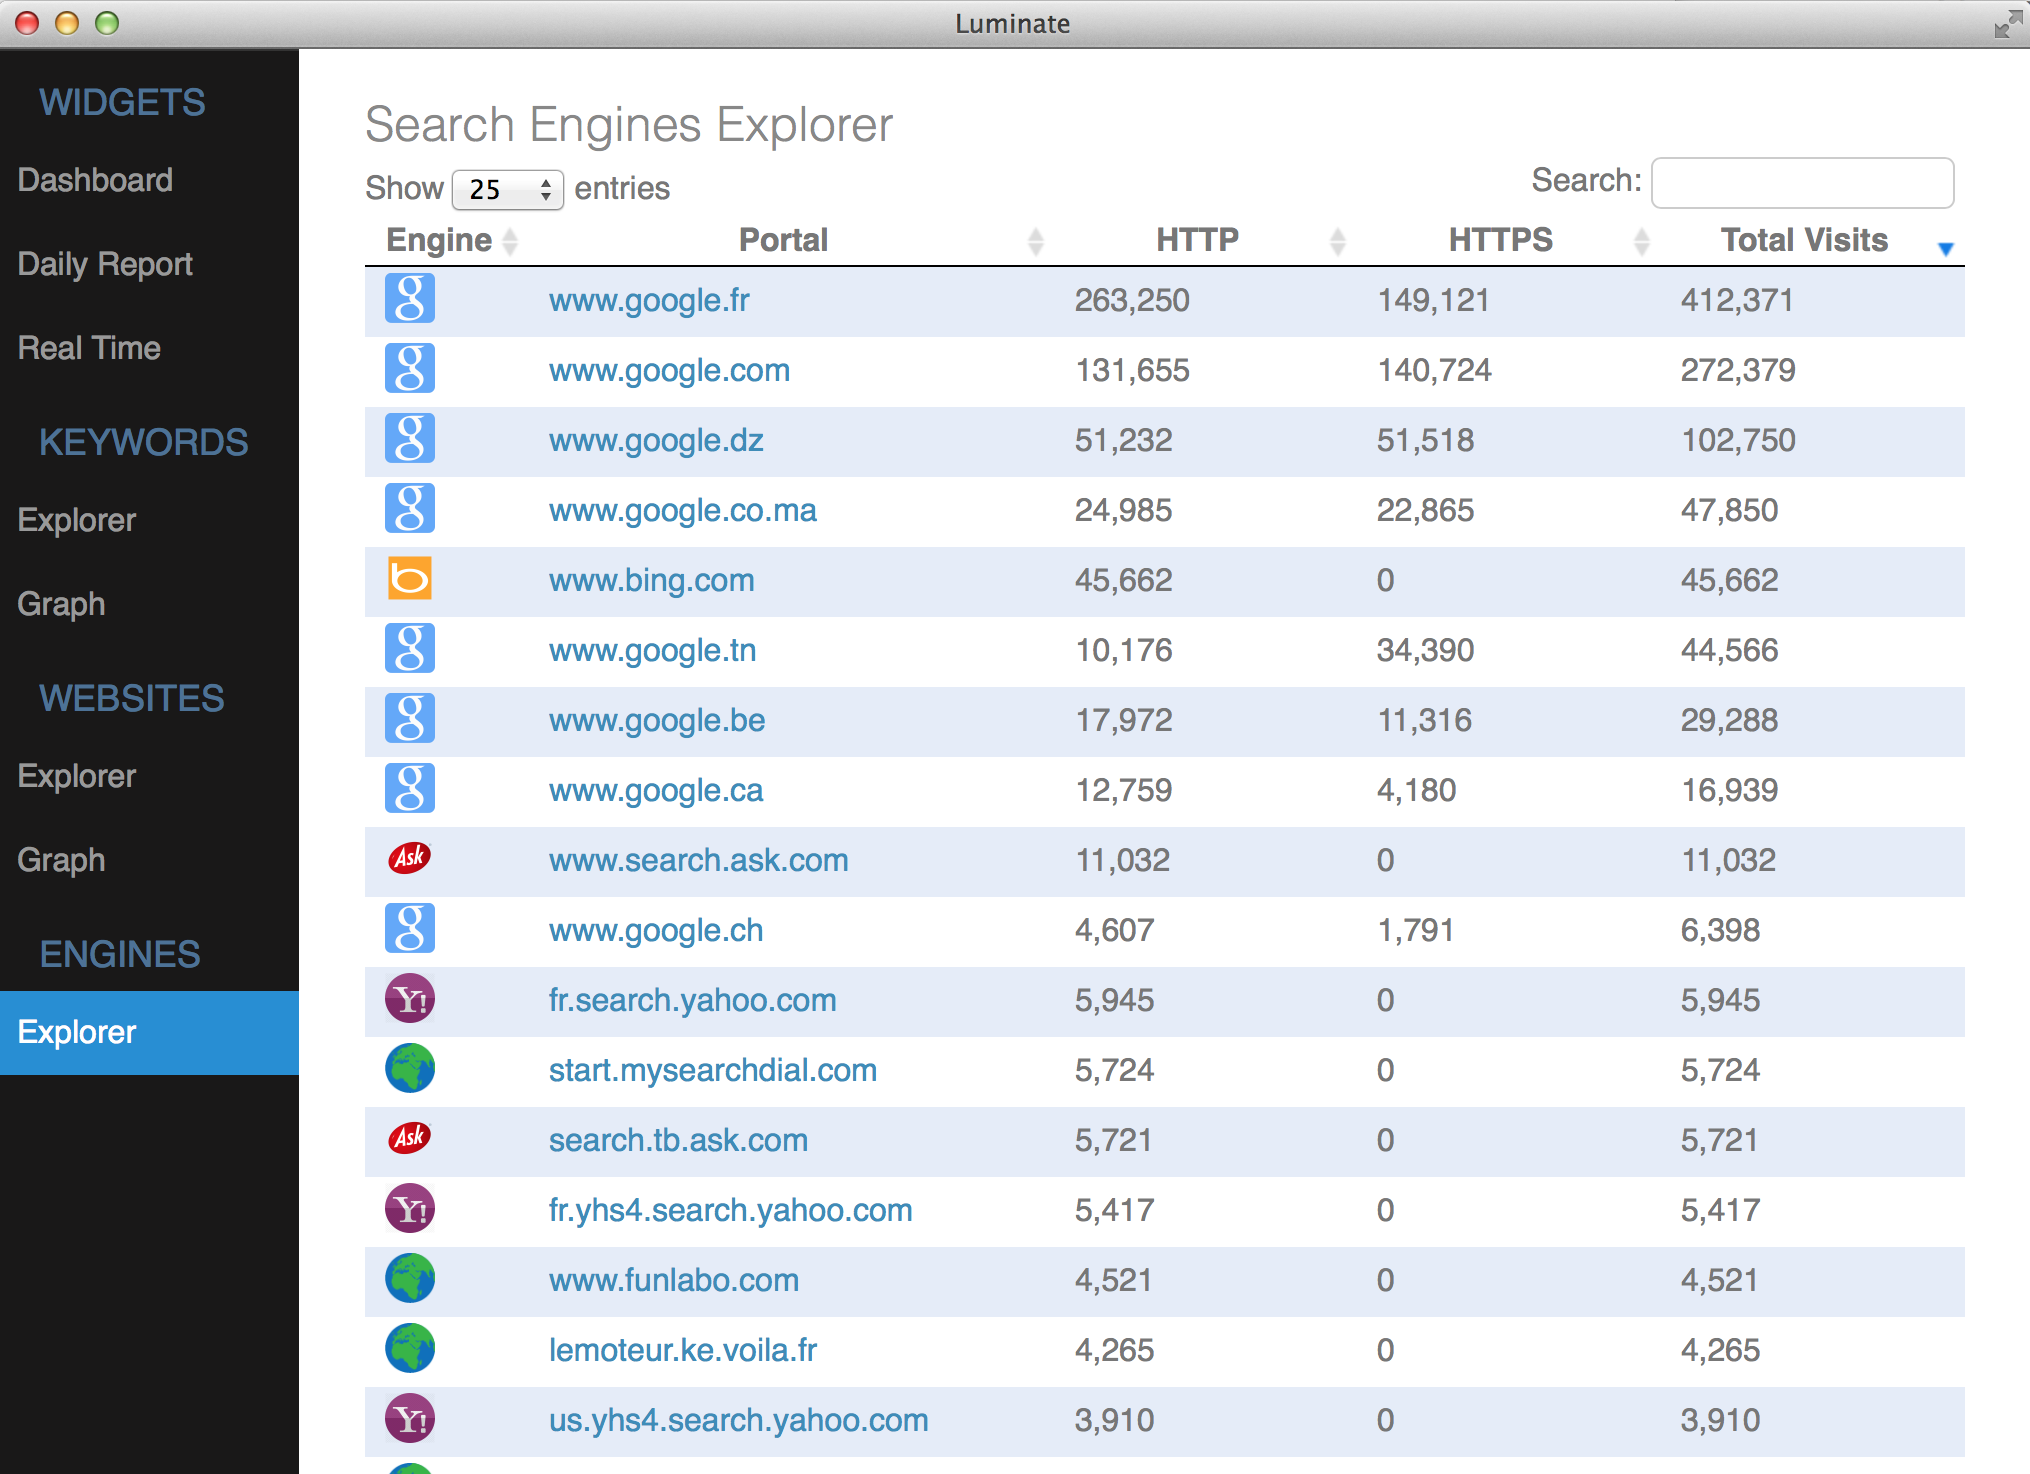 Luminate
WIDGETS
Dashboard
Daily Report
Real Time
KEYWORDS
Explorer
Graph
WEBSITES
Explorer
Graph
ENGINES
Explorer
Search Engines Explorer
Show 25 entries
Search:
Engine Portal HTTP HTTPS Total Visits
g www.google.fr 263,250 149,121 412,371
g www.google.com 131,655 140,724 272,379
g www.google.dz 51,232 51,518 102,750
g www.google.co.ma 24,985 22,865 47,850
b www.bing.com 45,662 0 45,662
g www.google.tn 10,176 34,390 44,566
g www.google.be 17,972 11,316 29,288
g www.google.ca 12,759 4,180 16,939
Ask www.search.ask.com 11,032 0 11,032
g www.google.ch 4,607 1,791 6,398
Y! fr.search.yahoo.com 5,945 0 5,945
start.mysearchdial.com 5,724 0 5,724
Ask search.tb.ask.com 5,721 0 5,721
Y! fr.yhs4.search.yahoo.com 5,417 0 5,417
www.funlabo.com 4,521 0 4,521
lemoteur.ke.voila.fr 4,265 0 4,265
Y! us.yhs4.search.yahoo.com 3,910 0 3,910